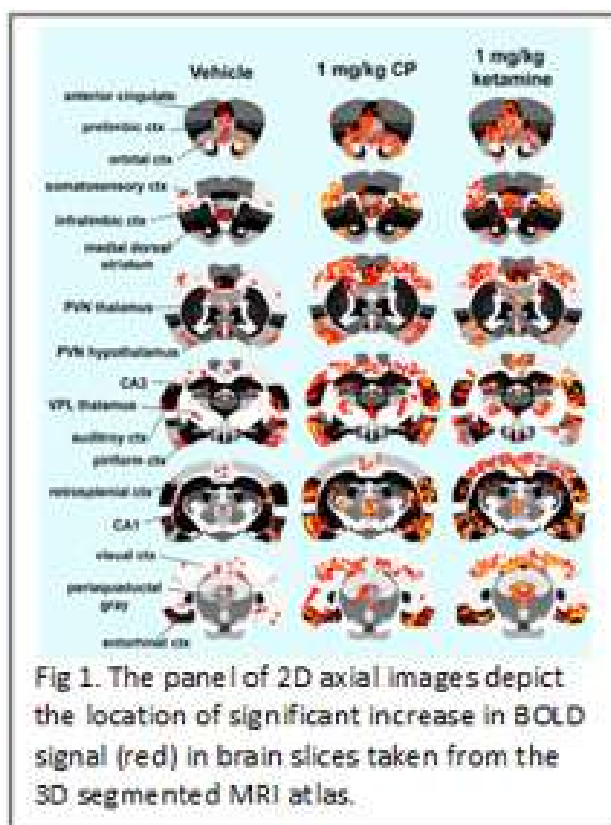 Vehicle
1 mg/kg CP
1 mg/kg
ketamine
anterior cingulate
prelimbic ctx
orbital ctx
somatosensory ctx
infralimbic ctx
medial dorsal
striatum
PVN thalamus
PVN hypothalamus
CA3
VPL thalamus
auditroy ctx
piriform ctx
retrosplenial ctx
CA1
visual ctx
periaqueductal
gray
entorhinal ctx
Fig 1. The panel of 2D axial images depict
the location of significant increase in BOLD
signal (red) in brain slices taken from the
3D segmented MRI atlas.